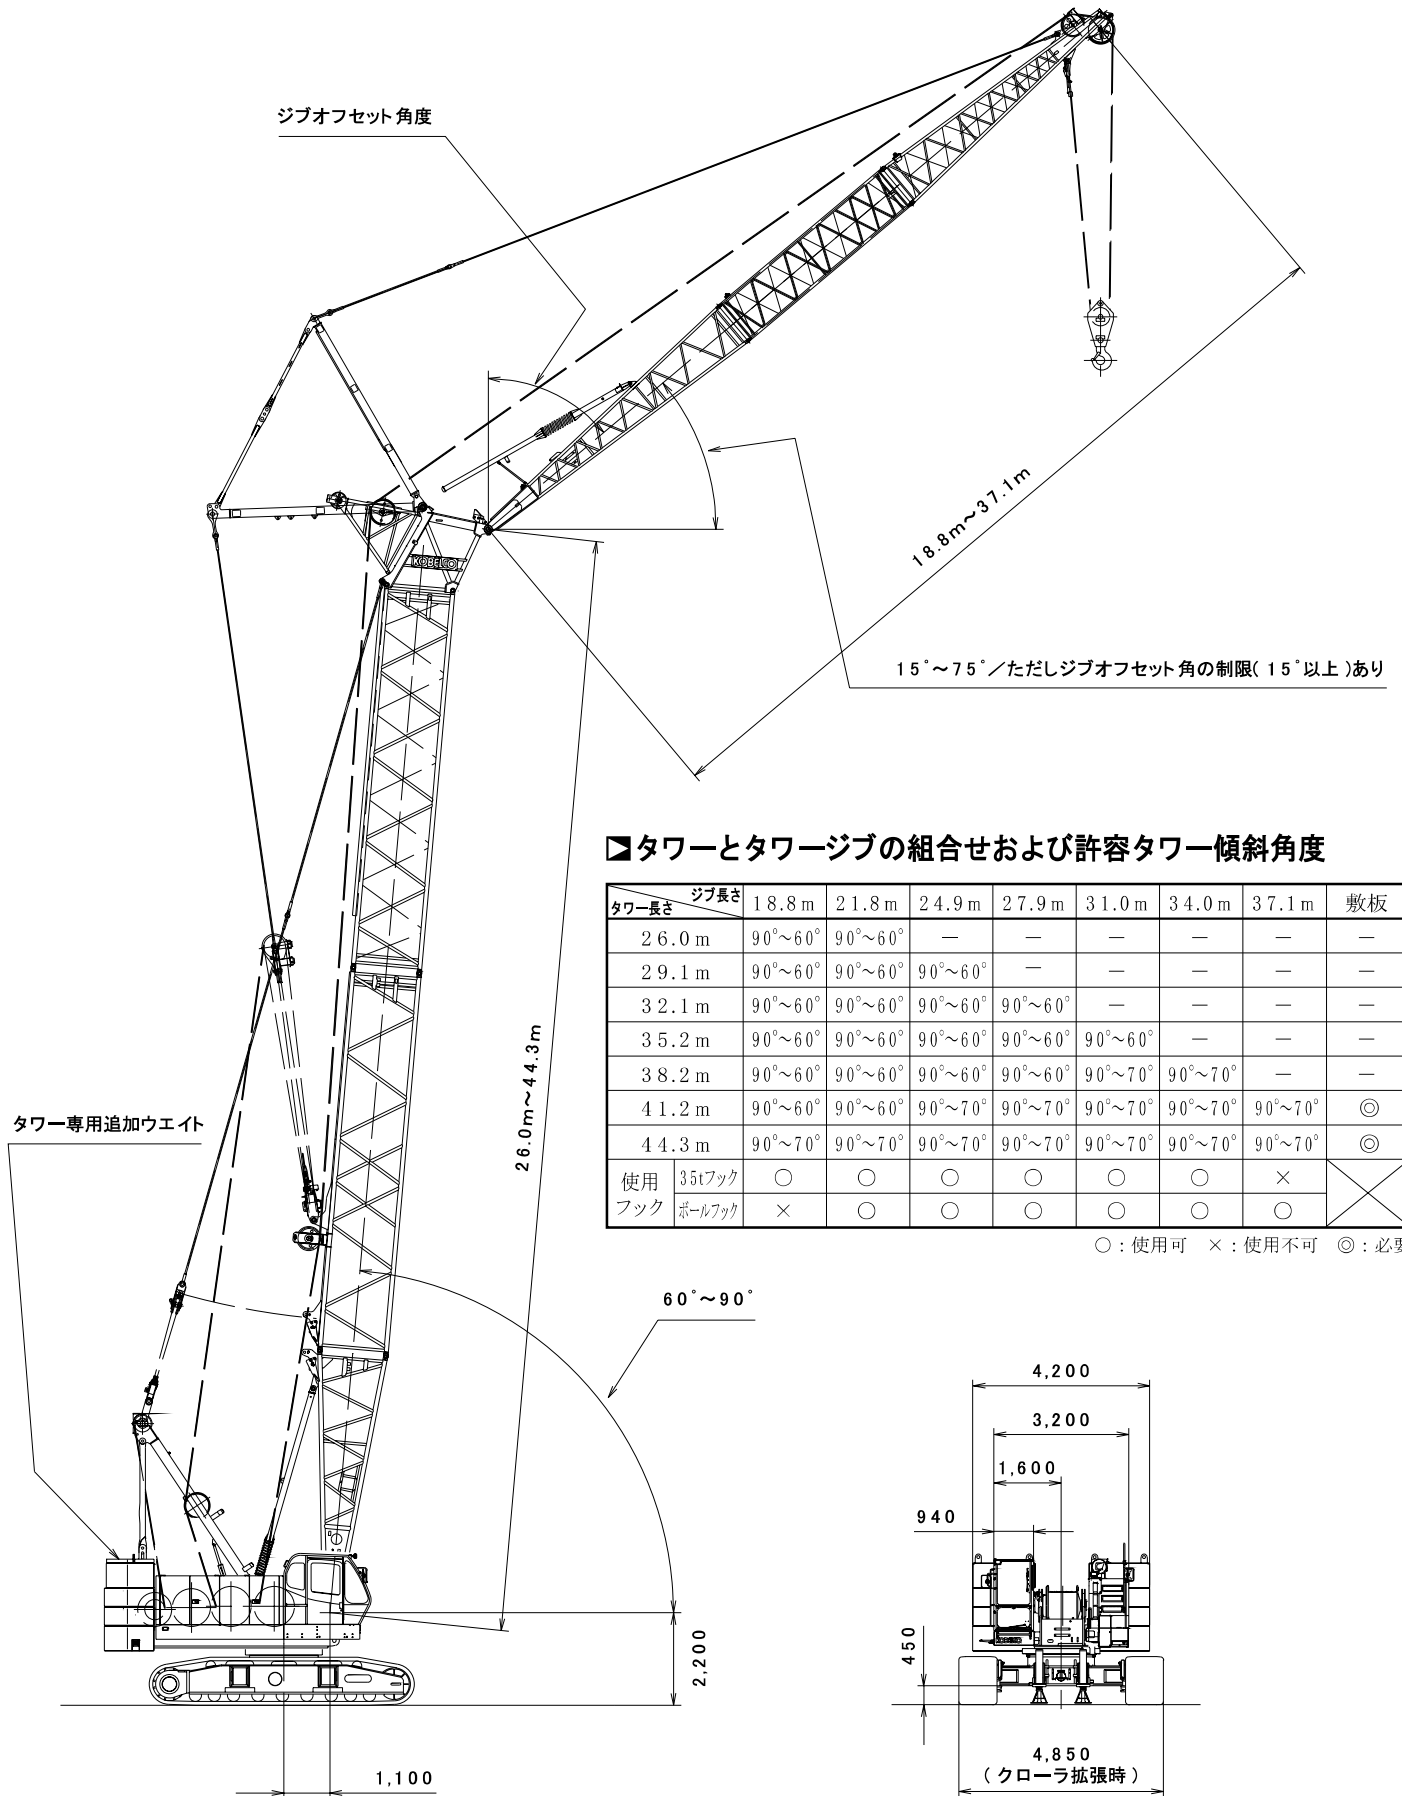 ジブオフセット角度
KOBELCO
18.8m～37.1m
15°～75°／ただしジブオフセット角の制限(15°以上)あり
26.0m～44.3m
タワー専用追加ウエイト
タワーとタワージブの組合せおよび許容タワー傾斜角度
タワー長さ ジブ長さ 18.8m 21.8m 24.9m 27.9m 31.0m 34.0m 37.1m 敷板
26.0m 90°～60° 90°～60° － － － － － －
29.1m 90°～60° 90°～60° 90°～60° － － － － －
32.1m 90°～60° 90°～60° 90°～60° 90°～60° － － － －
35.2m 90°～60° 90°～60° 90°～60° 90°～60° 90°～60° － － －
38.2m 90°～60° 90°～60° 90°～60° 90°～60° 90°～70° 90°～70° － －
41.2m 90°～60° 90°～60° 90°～70° 90°～70° 90°～70° 90°～70° 90°～70° ◎
44.3m 90°～70° 90°～70° 90°～70° 90°～70° 90°～70° 90°～70° 90°～70° ◎
使用フック 35tフック ○ ○ ○ ○ ○ ○ ×
ボールフック × ○ ○ ○ ○ ○ ○
○：使用可 ×：使用不可 ◎：必要
60°～90°
2,200
1,100
4,200
3,200
1,600
940
450
4,850
(クローラ拡張時)